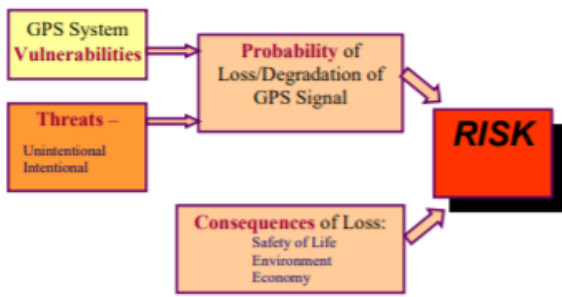 GPS System
Vulnerabilities
Threats –
Unintentional
Intentional
Probability of
Loss/Degradation of
GPS Signal
Consequences of Loss:
Safety of Life
Environment
Economy
RISK